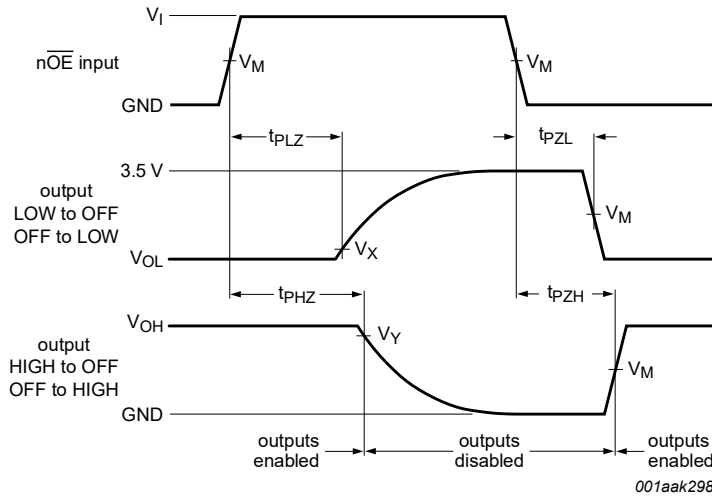 V_I
nOE input
V_M
V_M
GND
t_PLZ
t_PZL
3.5 V
output
LOW to OFF
OFF to LOW
V_M
V_X
V_OL
t_PHZ
t_PZH
V_OH
V_Y
output
HIGH to OFF
OFF to HIGH
V_M
GND
outputs
enabled
outputs
disabled
outputs
enabled
001aak298